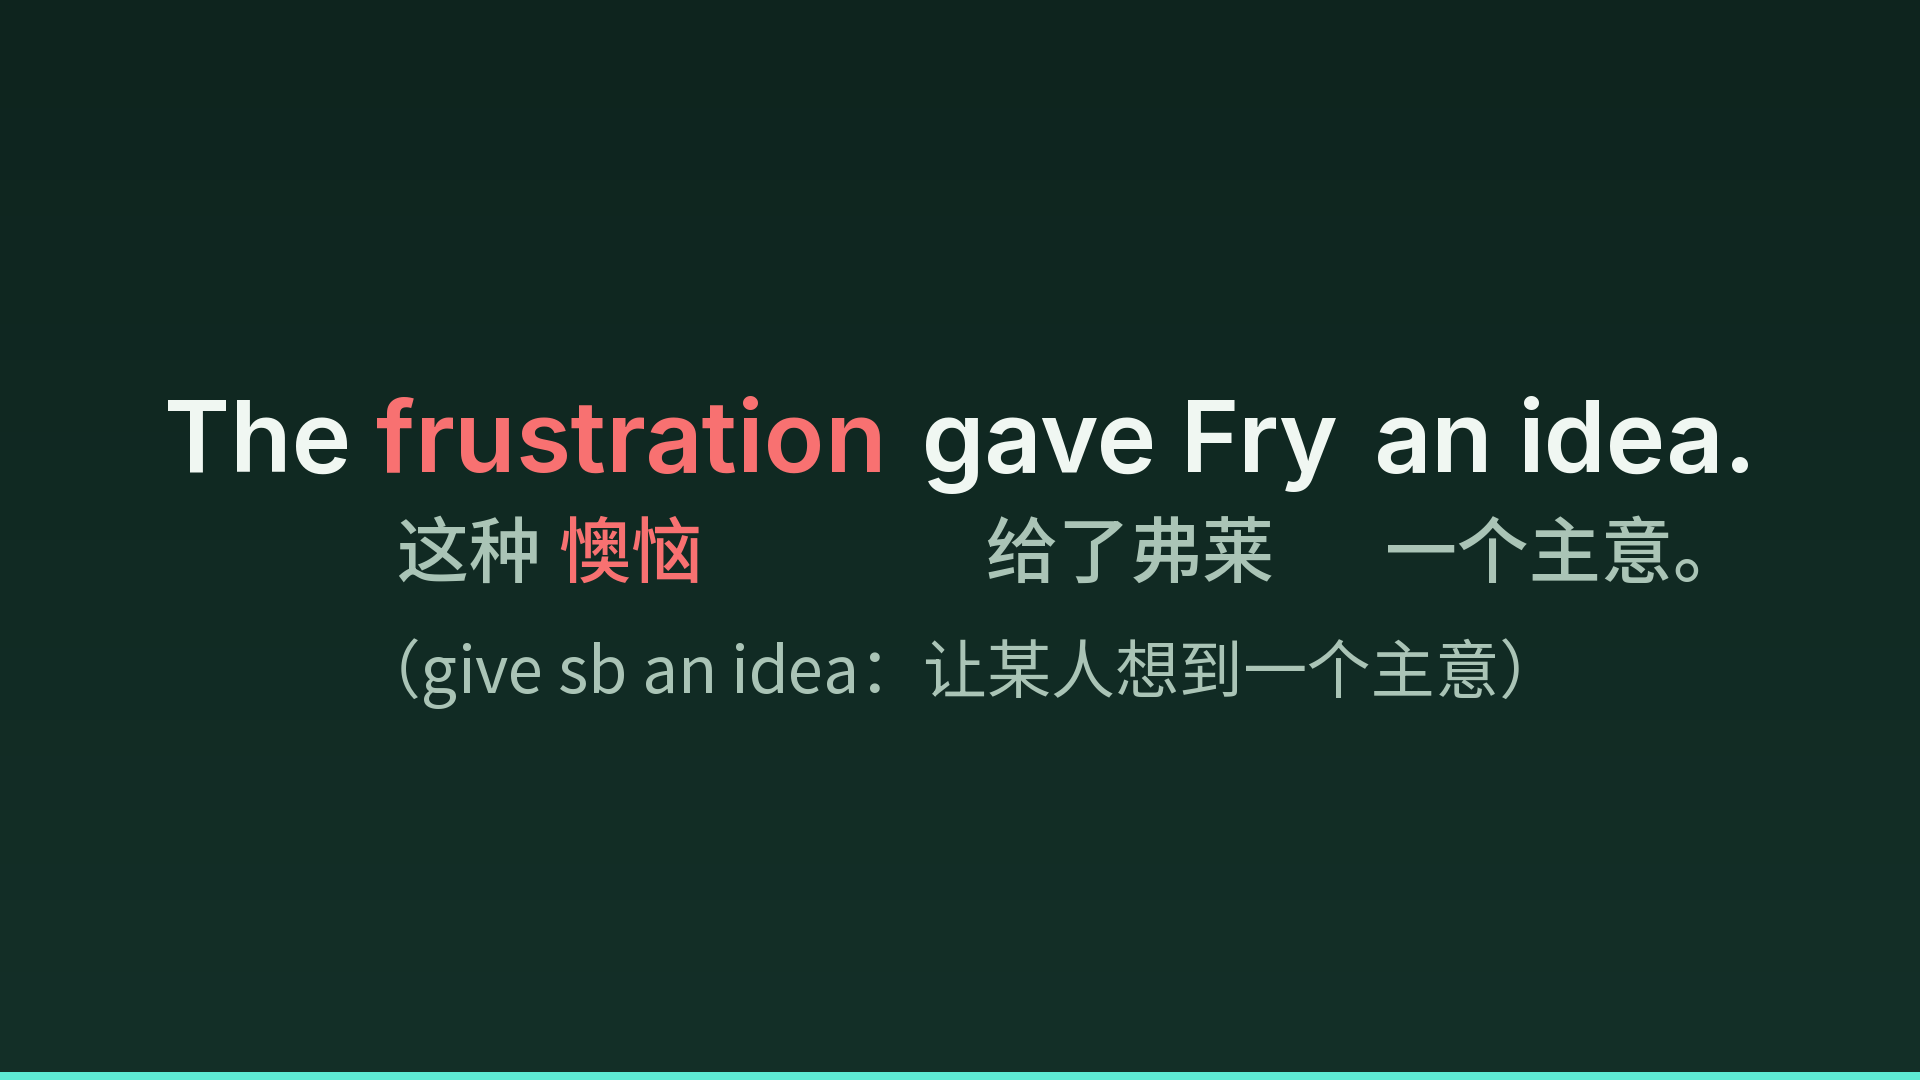 The frustration gave Fry an idea.
这种 懊恼 给了弗莱 一个主意。
（give sb an idea：让某人想到一个主意）